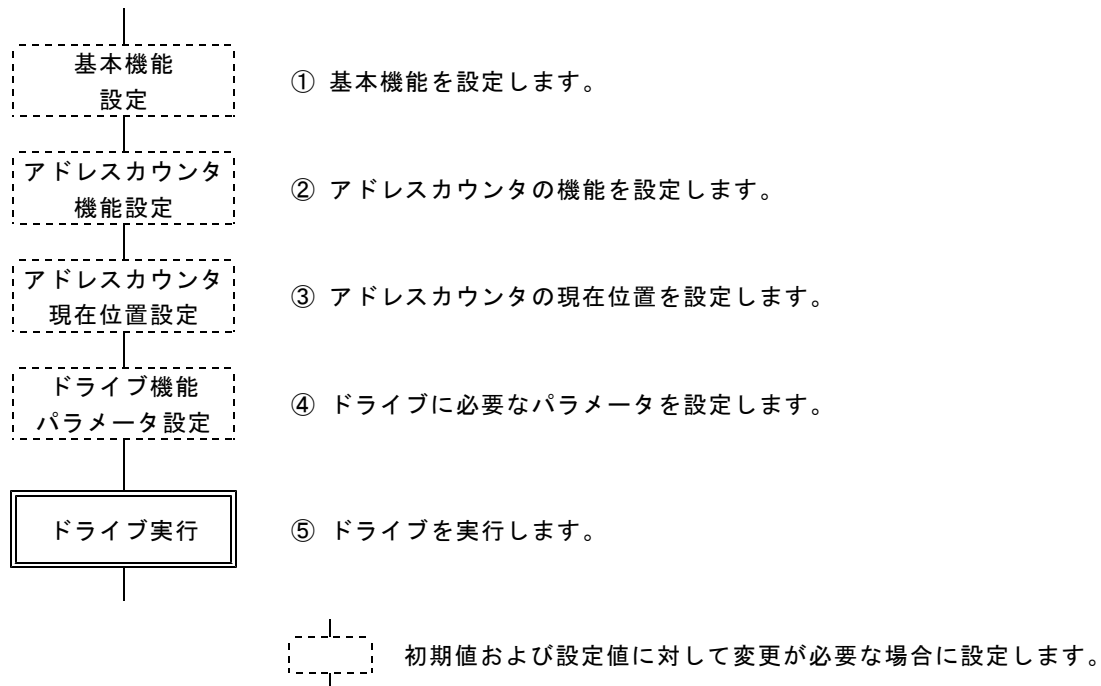 基本機能
設定
① 基本機能を設定します。
アドレスカウンタ
機能設定
② アドレスカウンタの機能を設定します。
アドレスカウンタ
現在位置設定
③ アドレスカウンタの現在位置を設定します。
ドライブ機能
パラメータ設定
④ ドライブに必要なパラメータを設定します。
ドライブ実行
⑤ ドライブを実行します。
初期値および設定値に対して変更が必要な場合に設定します。